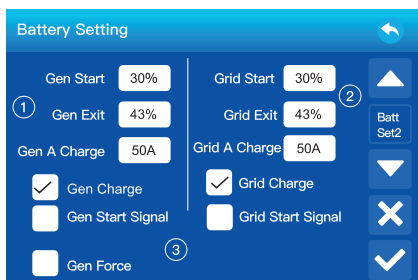 Battery Setting
Gen Start 30%
① Gen Exit 43%
Gen A Charge 50A
Gen Charge
Gen Start Signal
Gen Force
Grid Start 30%
②
Grid Exit 43%
Grid A Charge 50A
Grid Charge
Grid Start Signal
③
Batt
Set2